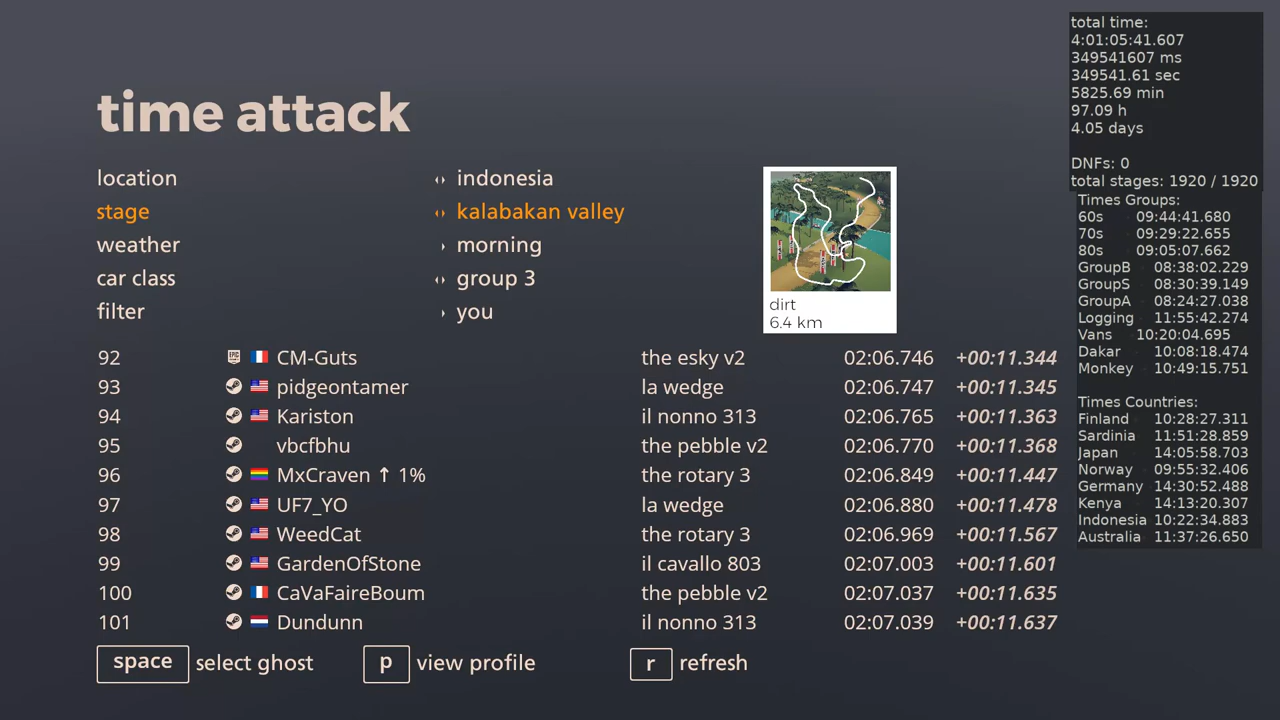 time attack
location indonesia
stage kalabakan valley
weather morning
car class group 3
filter you
dirt
6.4 km
92 EPIC CM-Guts the esky v2 02:06.746 +00:11.344
93 pidgeontamer la wedge 02:06.747 +00:11.345
94 Kariston il nonno 313 02:06.765 +00:11.363
95 vbcfbhu the pebble v2 02:06.770 +00:11.368
96 MxCraven ↑ 1% the rotary 3 02:06.849 +00:11.447
97 UF7_YO la wedge 02:06.880 +00:11.478
98 WeedCat the rotary 3 02:06.969 +00:11.567
99 GardenOfStone il cavallo 803 02:07.003 +00:11.601
100 CaVaFaireBoum the pebble v2 02:07.037 +00:11.635
101 Dundunn il nonno 313 02:07.039 +00:11.637
space select ghost p view profile r refresh
total time:
4:01:05:41.607
349541607 ms
349541.61 sec
5825.69 min
97.09 h
4.05 days
DNFs: 0
total stages: 1920 / 1920
Times Groups:
60s 09:44:41.680
70s 09:29:22.655
80s 09:05:07.662
GroupB 08:38:02.229
GroupS 08:30:39.149
GroupA 08:24:27.038
Logging 11:55:42.274
Vans 10:20:04.695
Dakar 10:08:18.474
Monkey 10:49:15.751
Times Countries:
Finland 10:28:27.311
Sardinia 11:51:28.859
Japan 14:05:58.703
Norway 09:55:32.406
Germany 14:30:52.488
Kenya 14:13:20.307
Indonesia 10:22:34.883
Australia 11:37:26.650